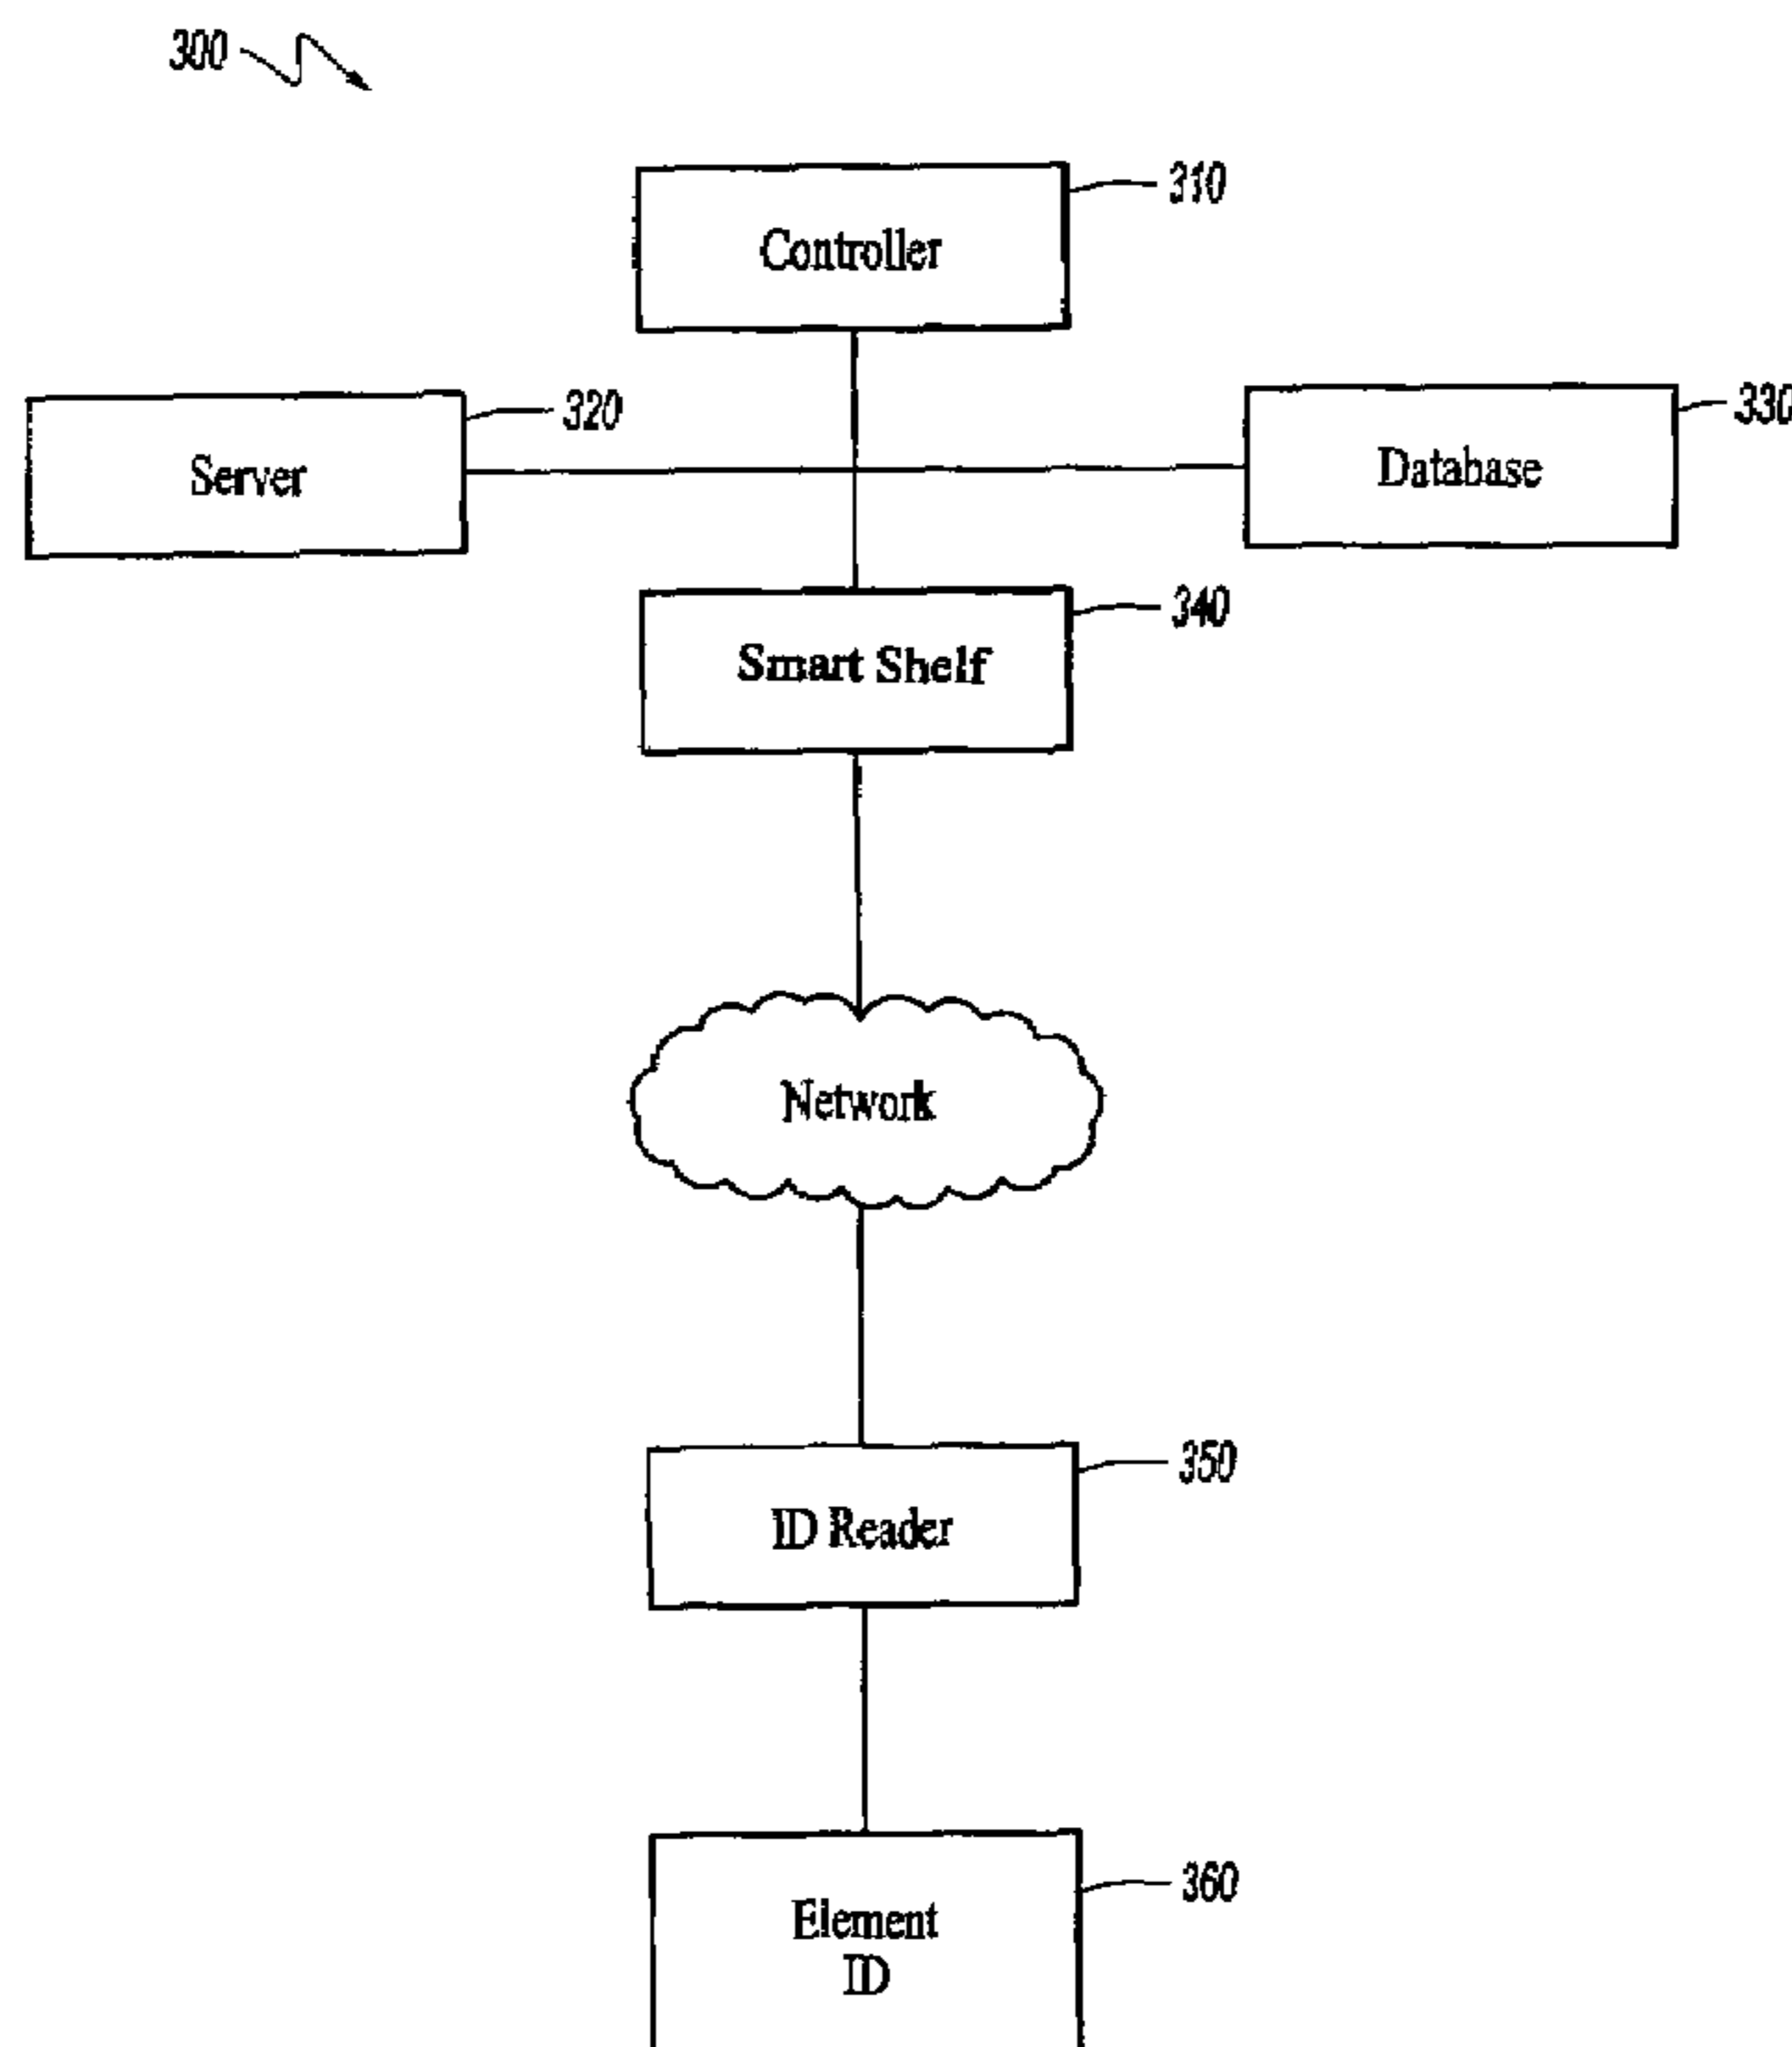 300
310
Controller
320
Server
330
Database
340
Smart Shelf
Network
350
ID Reader
360
Element
ID